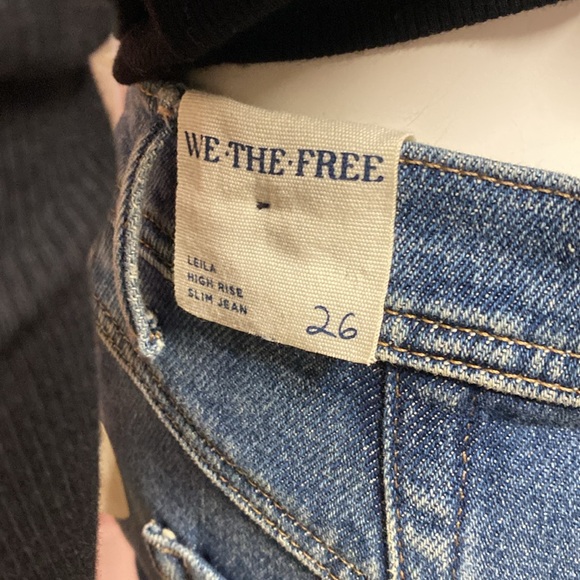 WE·THE·FREE
LEILA
HIGH RISE
SLIM JEAN
26